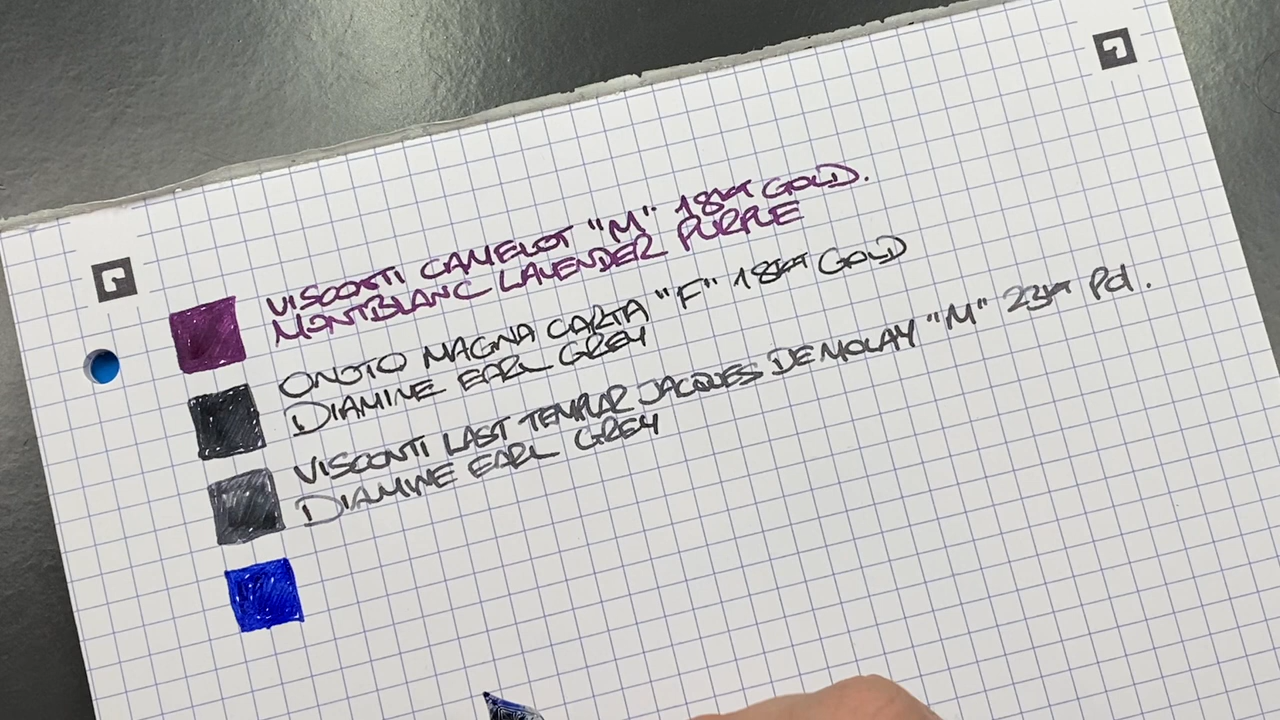 VISCONTI CAMELOT "M" 18KT GOLD.
MONTBLANC LAVENDER PURPLE
ONOTO MAGNA CARTA "F" 18KT GOLD
DIAMINE EARL GREY
VISCONTI LAST TEMPLAR JACQUES DE MOLAY "M" 23KT Pd.
DIAMINE EARL GREY